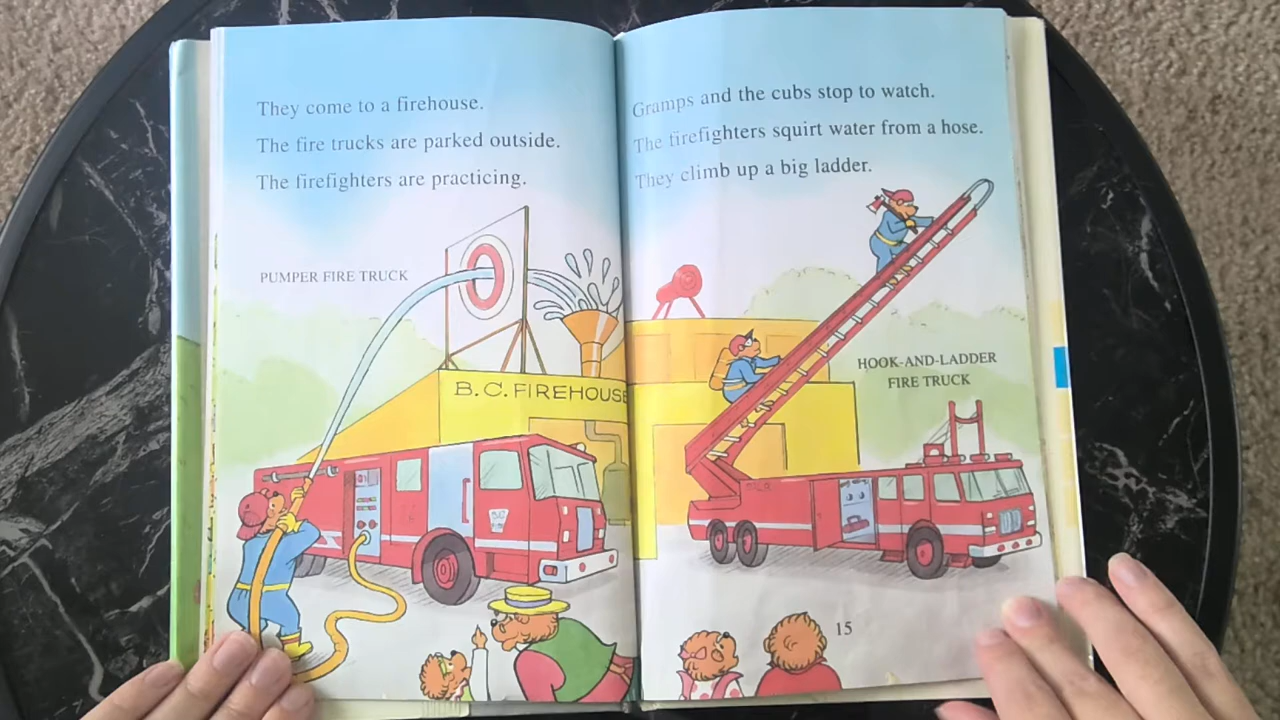 They come to a firehouse.
The fire trucks are parked outside.
The firefighters are practicing.
PUMPER FIRE TRUCK
B.C. FIREHOUSE
Gramps and the cubs stop to watch.
The firefighters squirt water from a hose.
They climb up a big ladder.
HOOK-AND-LADDER
FIRE TRUCK
15